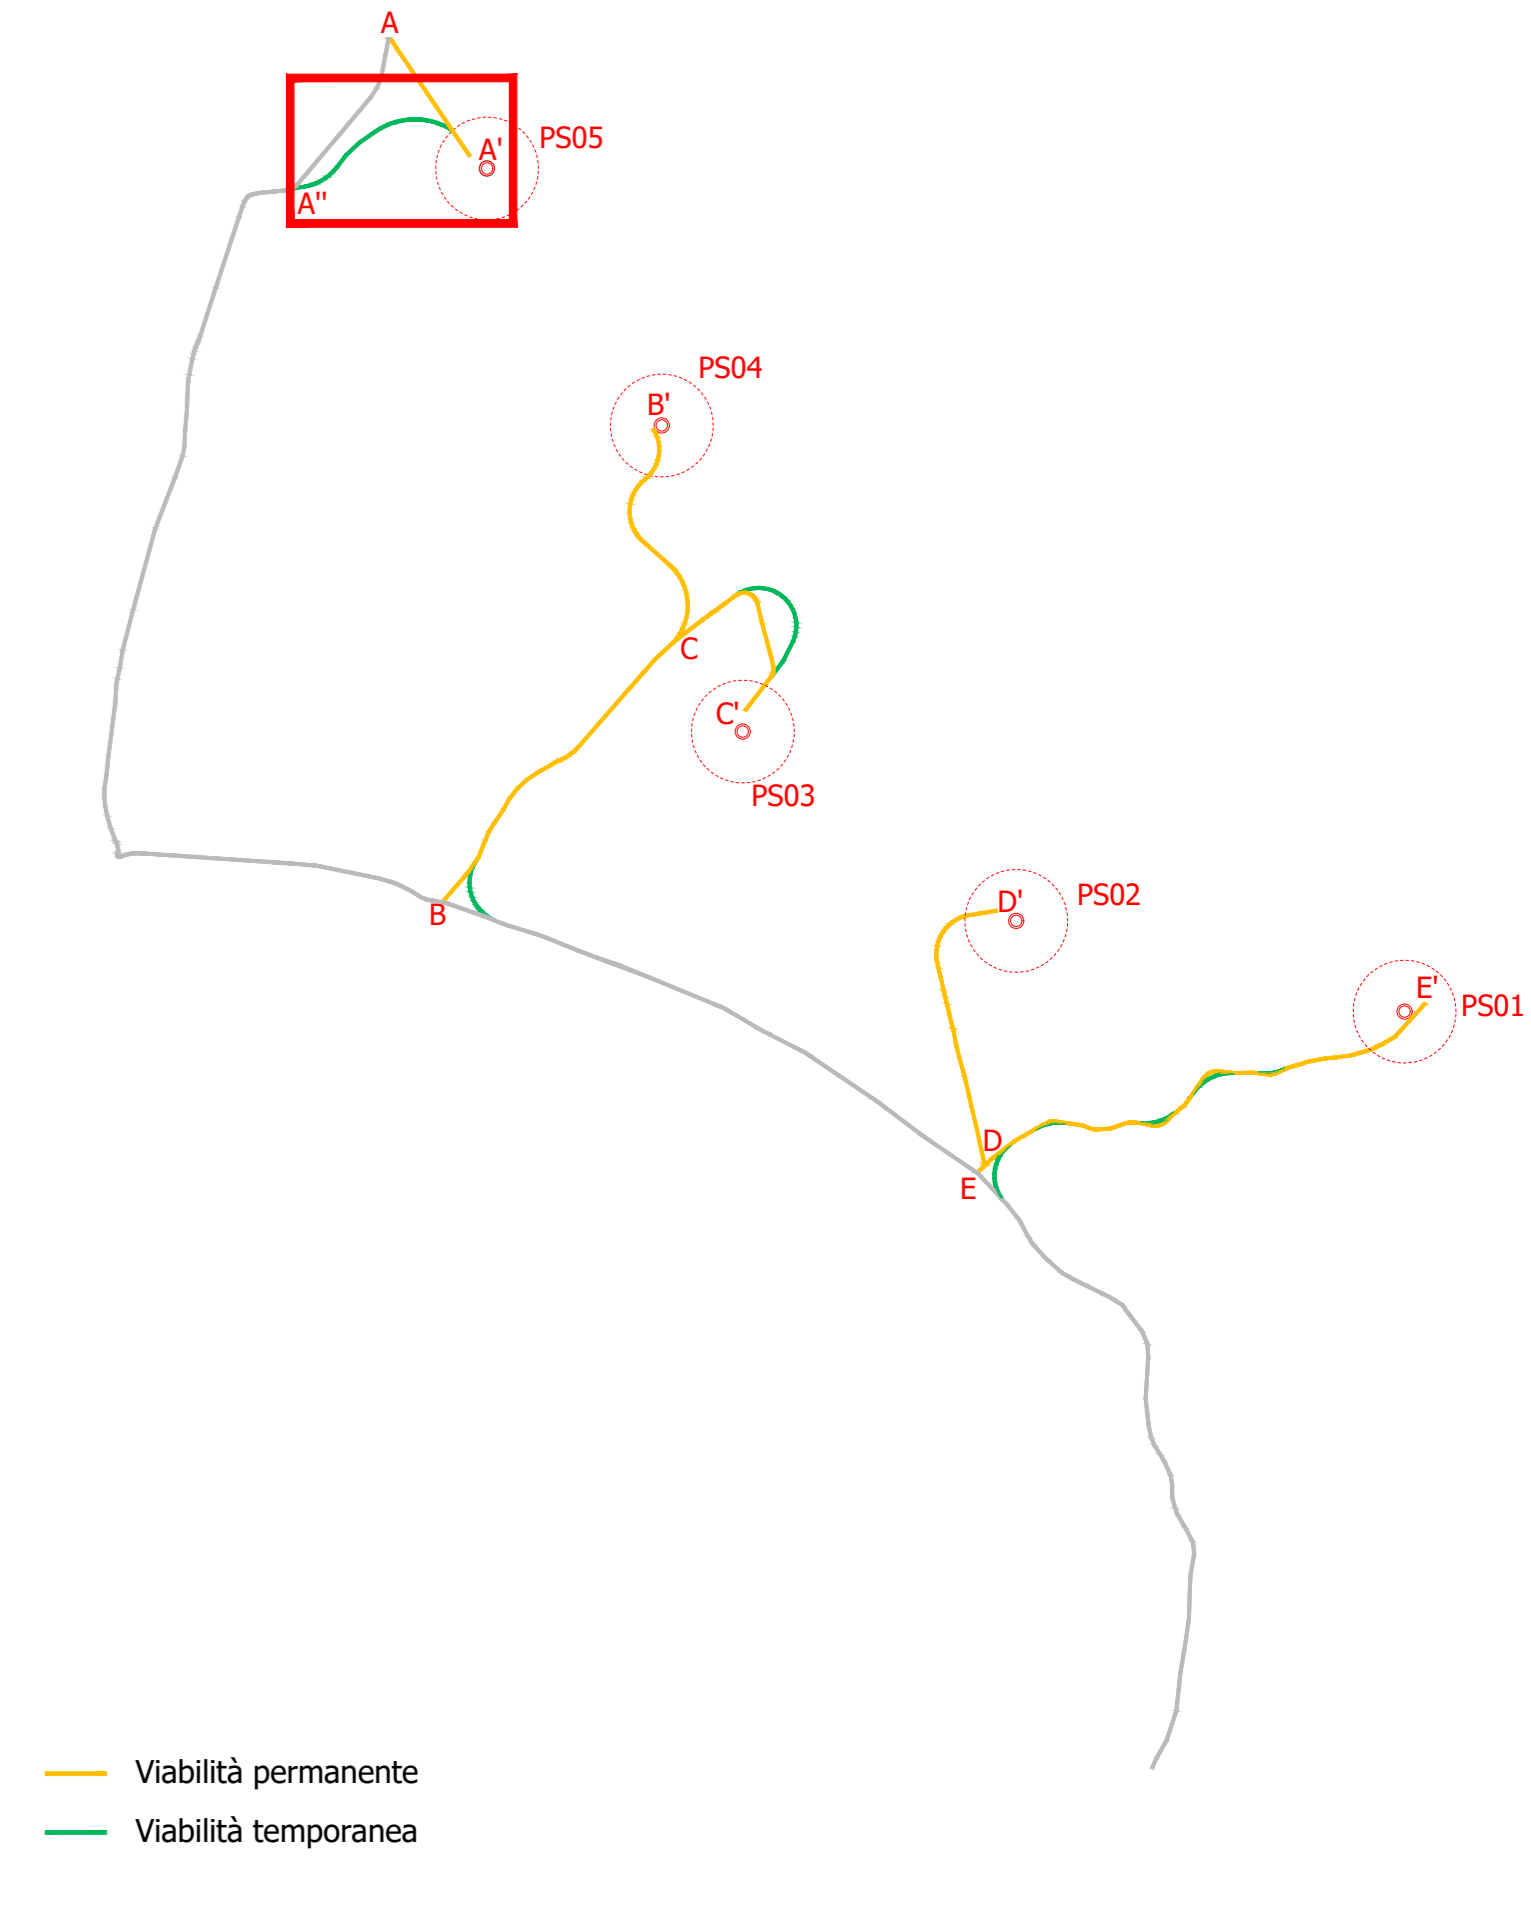 A
PS05
A'
A''
PS04
B'
C
C'
PS03
B
PS02
D'
E'
PS01
D
E
Viabilità permanente
Viabilità temporanea